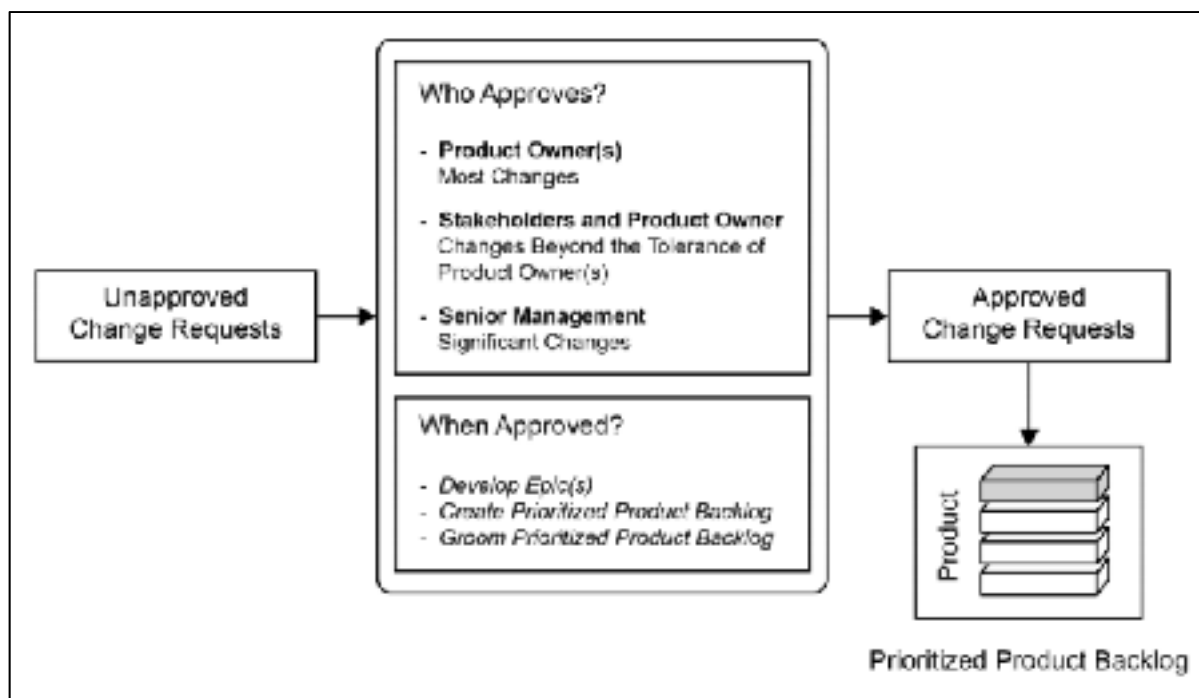 Unapproved
Change Requests
Who Approves?
- Product Owner(s)
Most Changes
- Stakeholders and Product Owner
Changes Beyond the Tolerance of
Product Owner(s)
- Senior Management
Significant Changes
When Approved?
- Develop Epic(s)
- Create Prioritized Product Backlog
- Groom Prioritized Product Backlog
Approved
Change Requests
Product
Prioritized Product Backlog